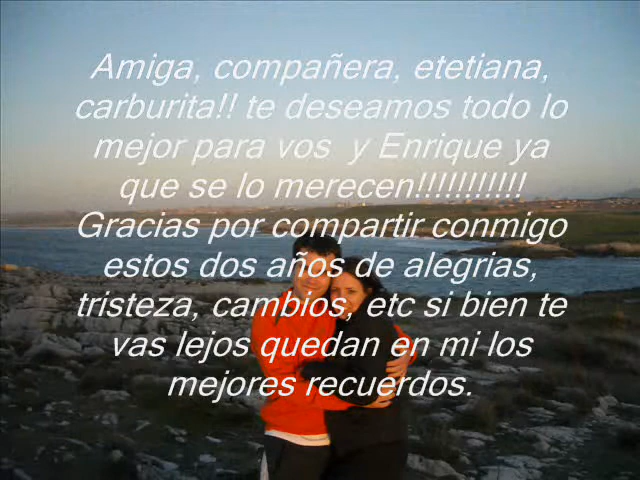 Amiga, compañera, etetiana,
carburita!! te deseamos todo lo
mejor para vos y Enrique ya
que se lo merecen!!!!!!!!!!!!
Gracias por compartir conmigo
estos dos años de alegrias,
tristeza, cambios, etc si bien te
vas lejos quedan en mi los
mejores recuerdos.